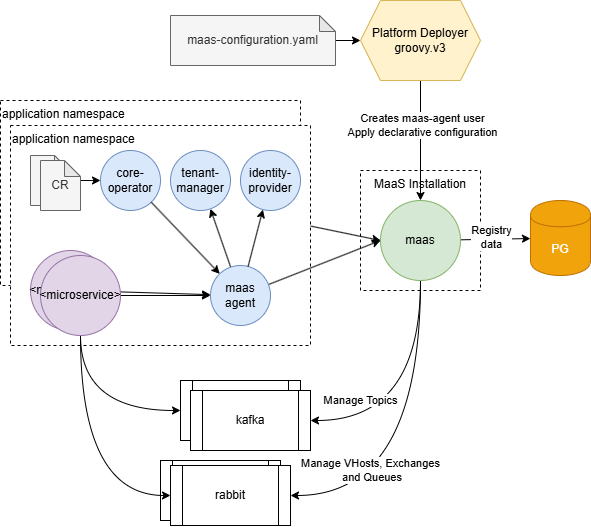 maas-configuration.yaml
Platform Deployer
groovy.v3
Creates maas-agent user
Apply declarative configuration
application namespace
application namespace
CR
core-
operator
tenant-
manager
identity-
provider
MaaS Installation
maas
Registry
data
PG
<microservice>
maas
agent
kafka
Manage Topics
rabbit
Manage VHosts, Exchanges
and Queues